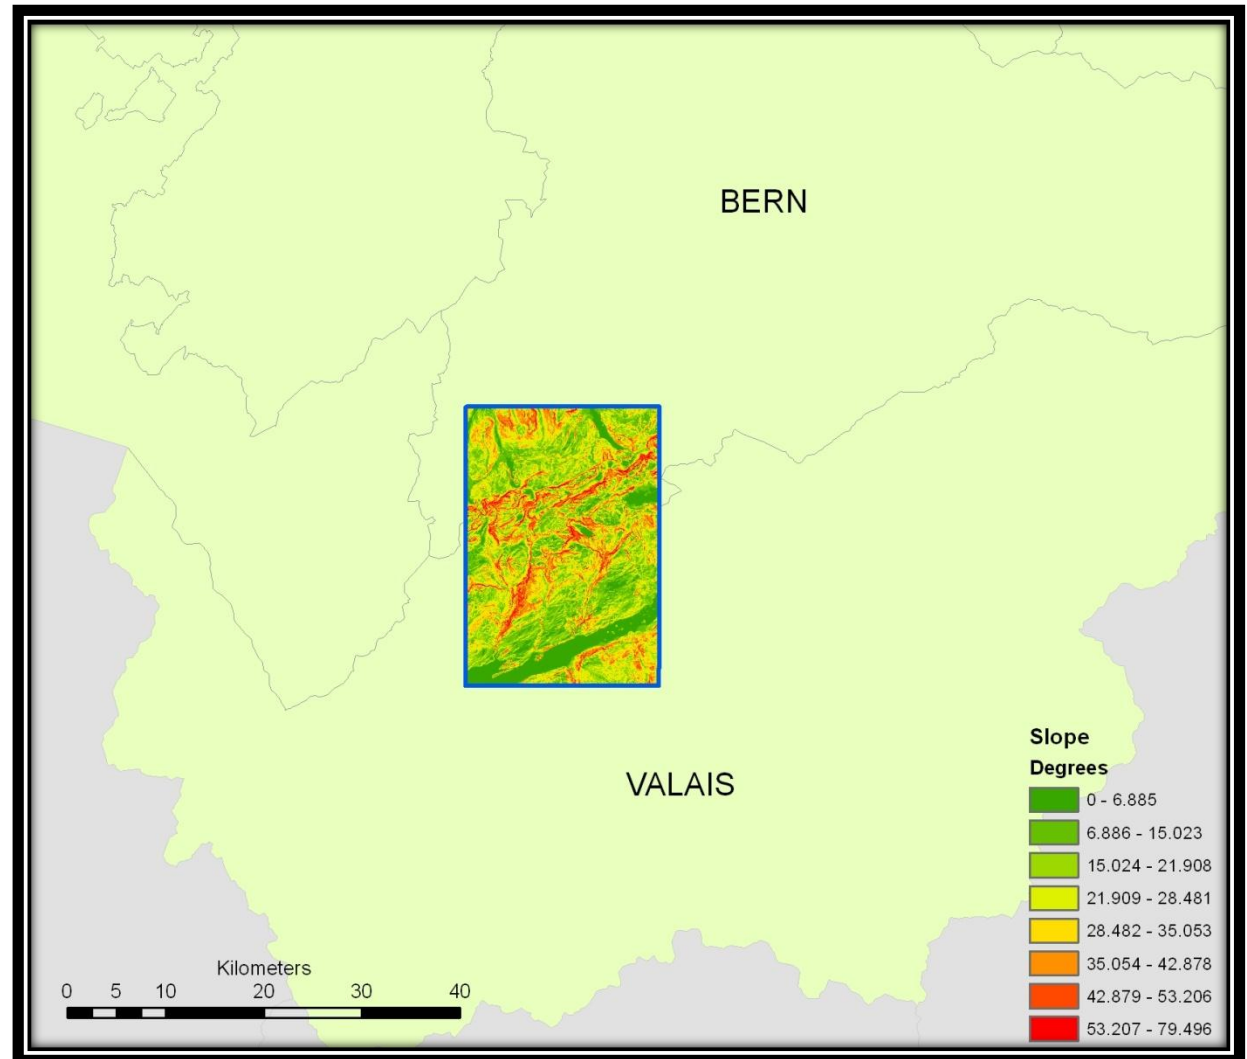 BERN
VALAIS
Slope
Degrees
0 - 6.885
6.886 - 15.023
15.024 - 21.908
21.909 - 28.481
28.482 - 35.053
35.054 - 42.878
42.879 - 53.206
53.207 - 79.496
Kilometers
0 5 10 20 30 40